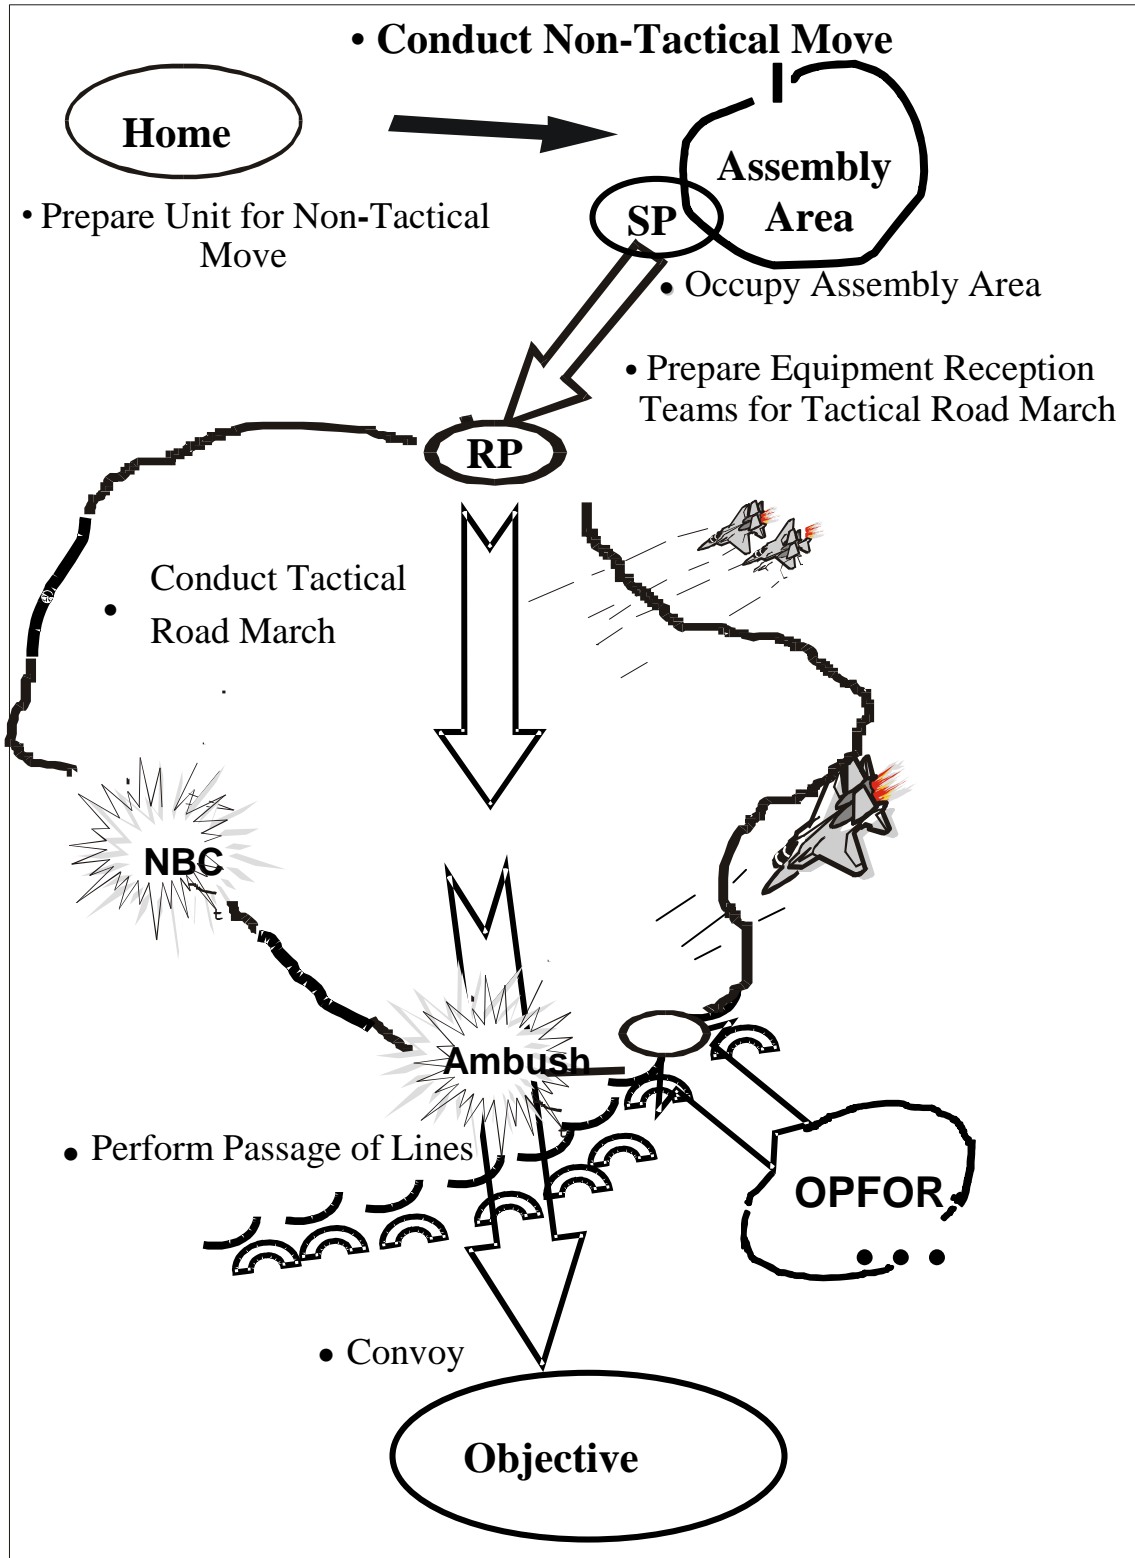 • Conduct Non-Tactical Move
Home
Assembly
Area
SP
• Prepare Unit for Non-Tactical
Move
• Occupy Assembly Area
• Prepare Equipment Reception
Teams for Tactical Road March
RP
• Conduct Tactical
Road March
NBC
t
Ambush
• Perform Passage of Lines
OPFOR
• • •
• Convoy
Objective